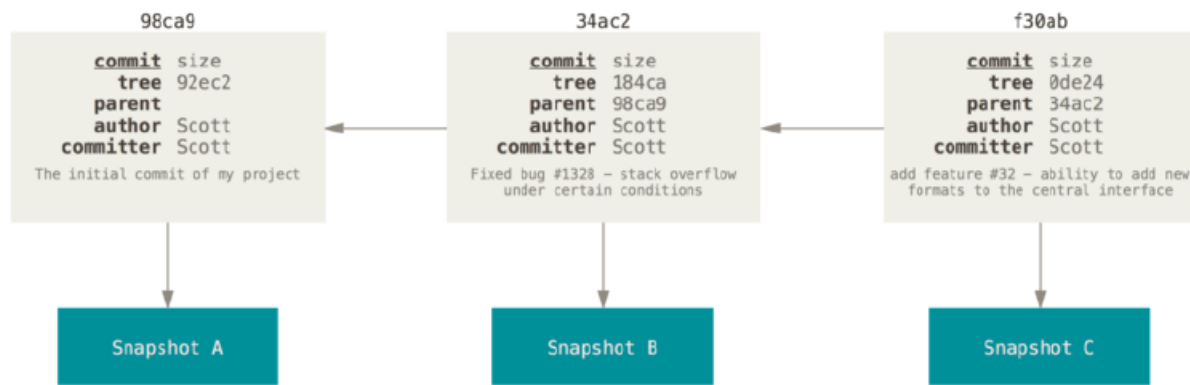 98ca9
commit size
tree 92ec2
parent
author Scott
committer Scott
The initial commit of my project
Snapshot A
34ac2
commit size
tree 184ca
parent 98ca9
author Scott
committer Scott
Fixed bug #1328 – stack overflow
under certain conditions
Snapshot B
f30ab
commit size
tree 0de24
parent 34ac2
author Scott
committer Scott
add feature #32 – ability to add new
formats to the central interface
Snapshot C